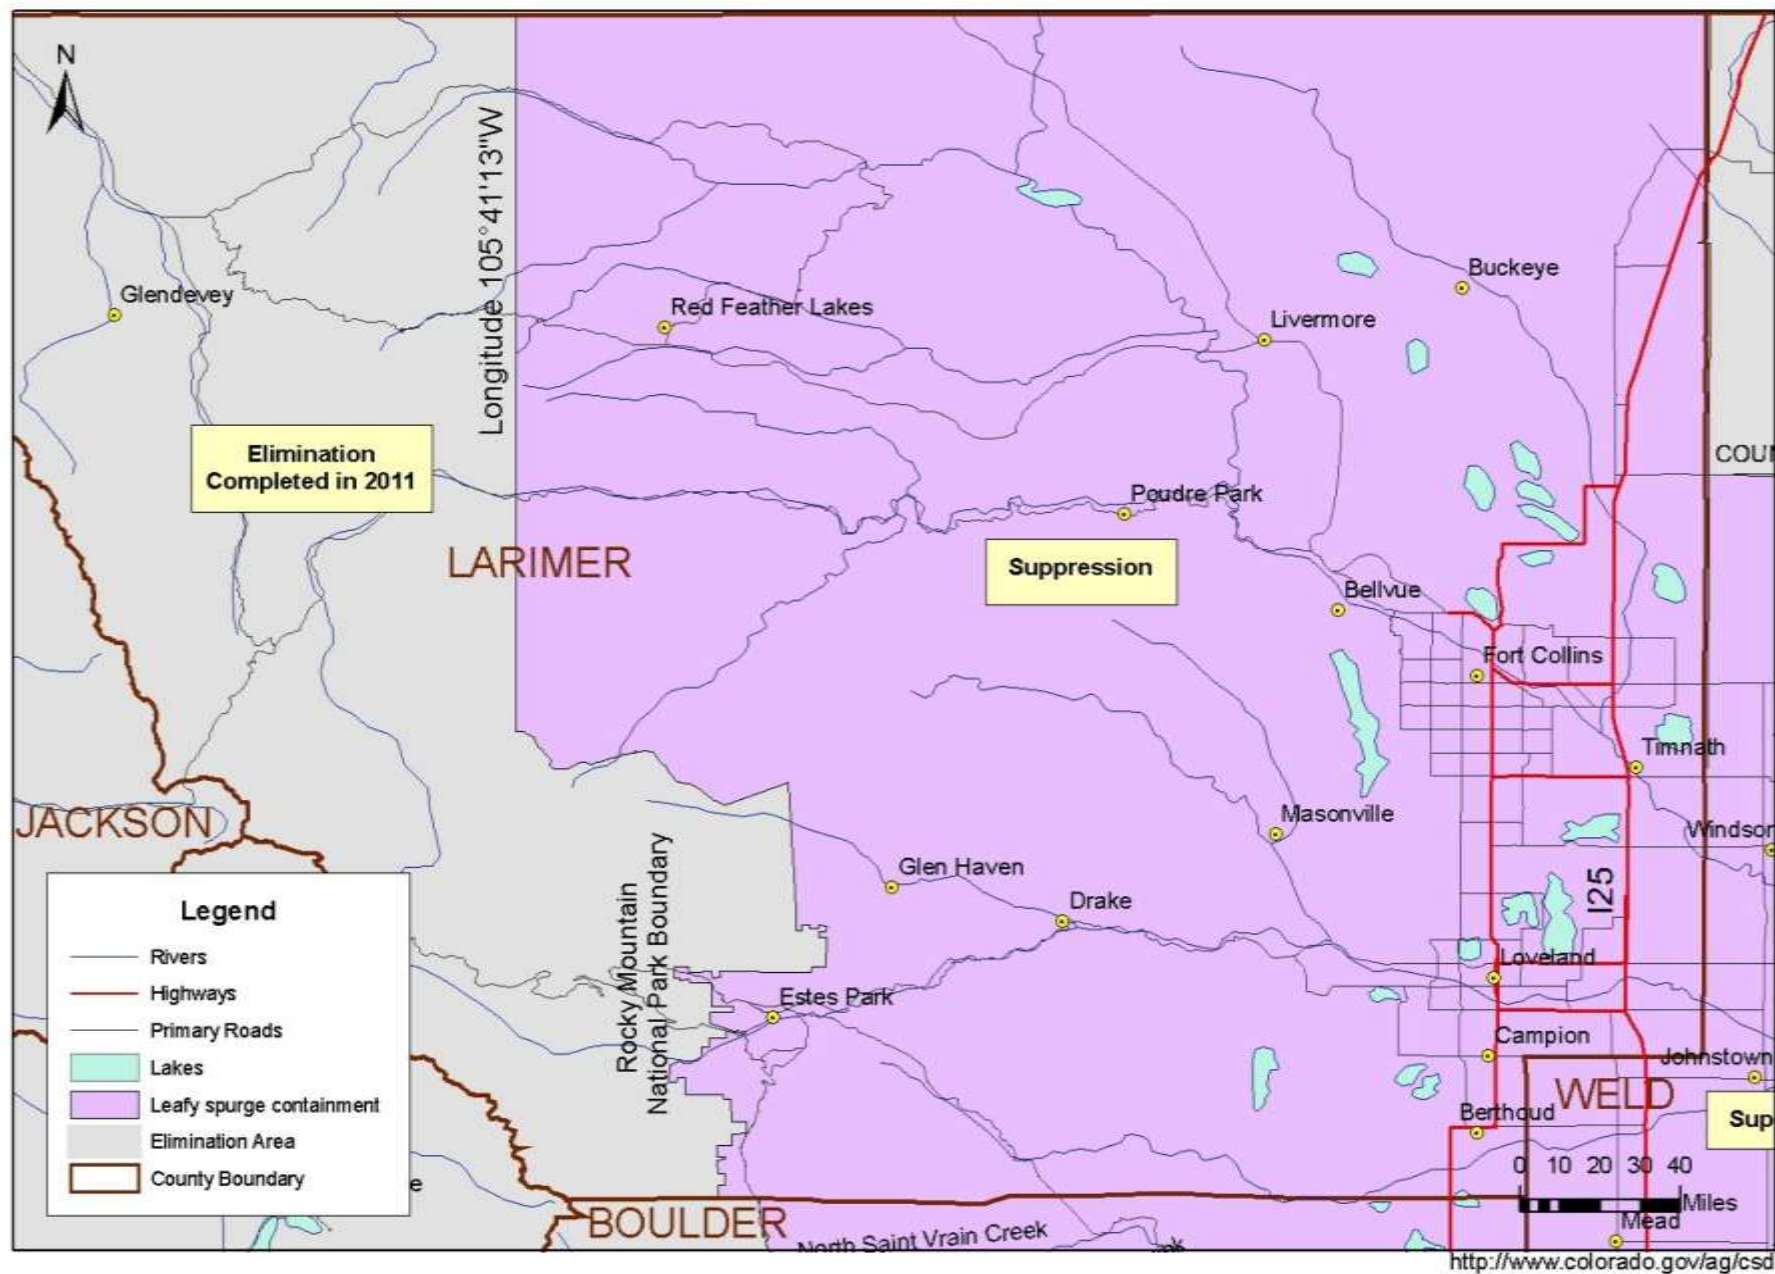 N
Longitude 105°41'13"W
Buckeye
Glendevey
Red Feather Lakes
Livermore
Elimination
Completed in 2011
COU
Poudre Park
LARIMER
Suppression
Bellvue
Fort Collins
Timnath
JACKSON
Masonville
Windsor
Glen Haven
Rocky Mountain
National Park Boundary
Drake
I25
Loveland
Estes Park
Campion
Johnstown
WELD
Berthoud
Sup
Legend
Rivers
Highways
Primary Roads
Lakes
Leafy spurge containment
Elimination Area
County Boundary
e
0 10 20 30 40
Miles
Mead
BOULDER
North Saint Vrain Creek
http://www.colorado.gov/ag/csd